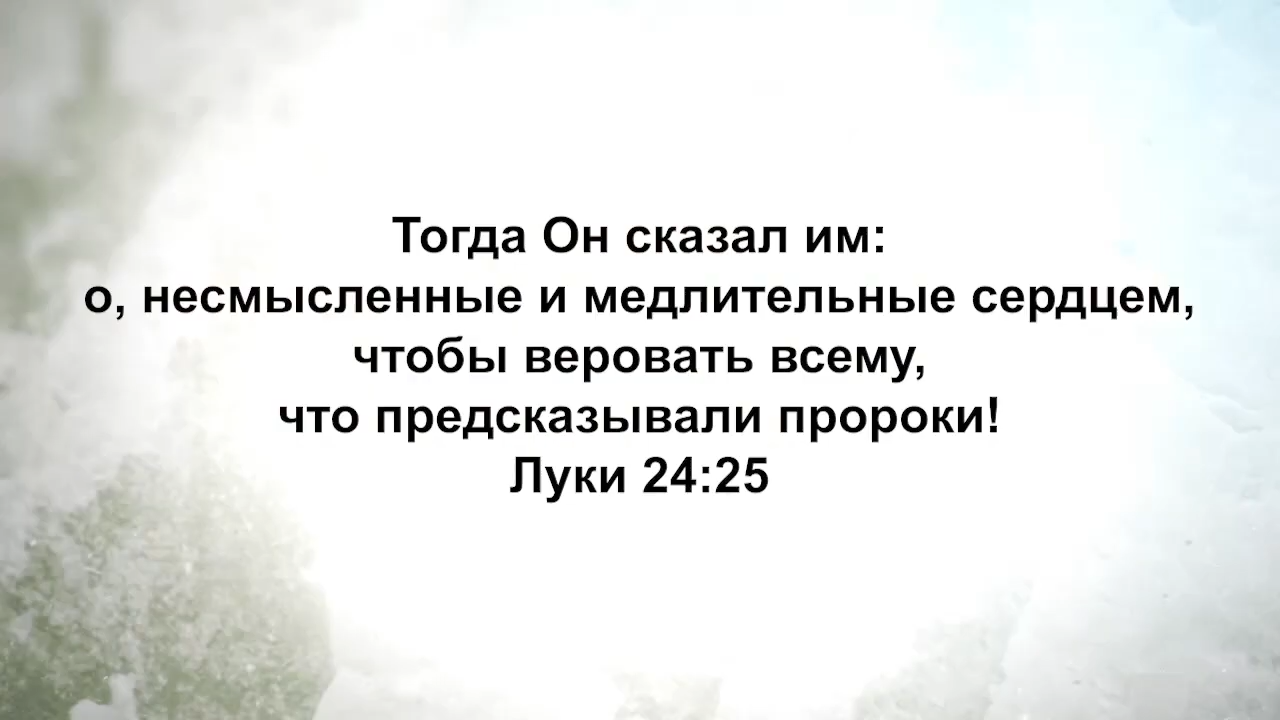 Тогда Он сказал им:
о, несмысленные и медлительные сердцем,
чтобы веровать всему,
что предсказывали пророки!
Луки 24:25